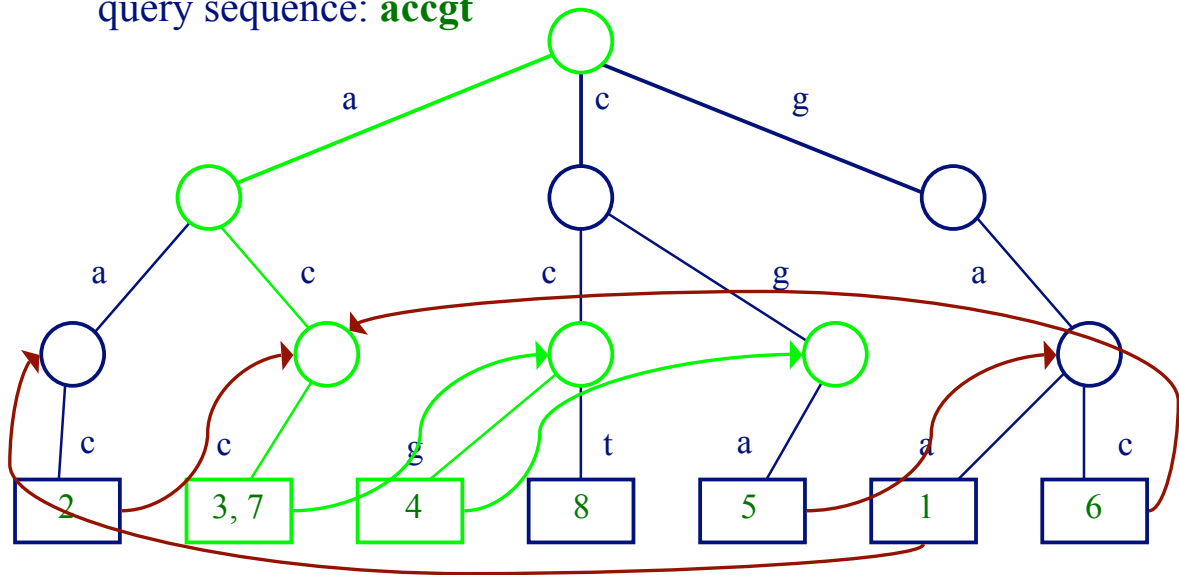 query sequence: accgt
a c g
a c c g a
c c g t a a c
2 3, 7 4 8 5 1 6